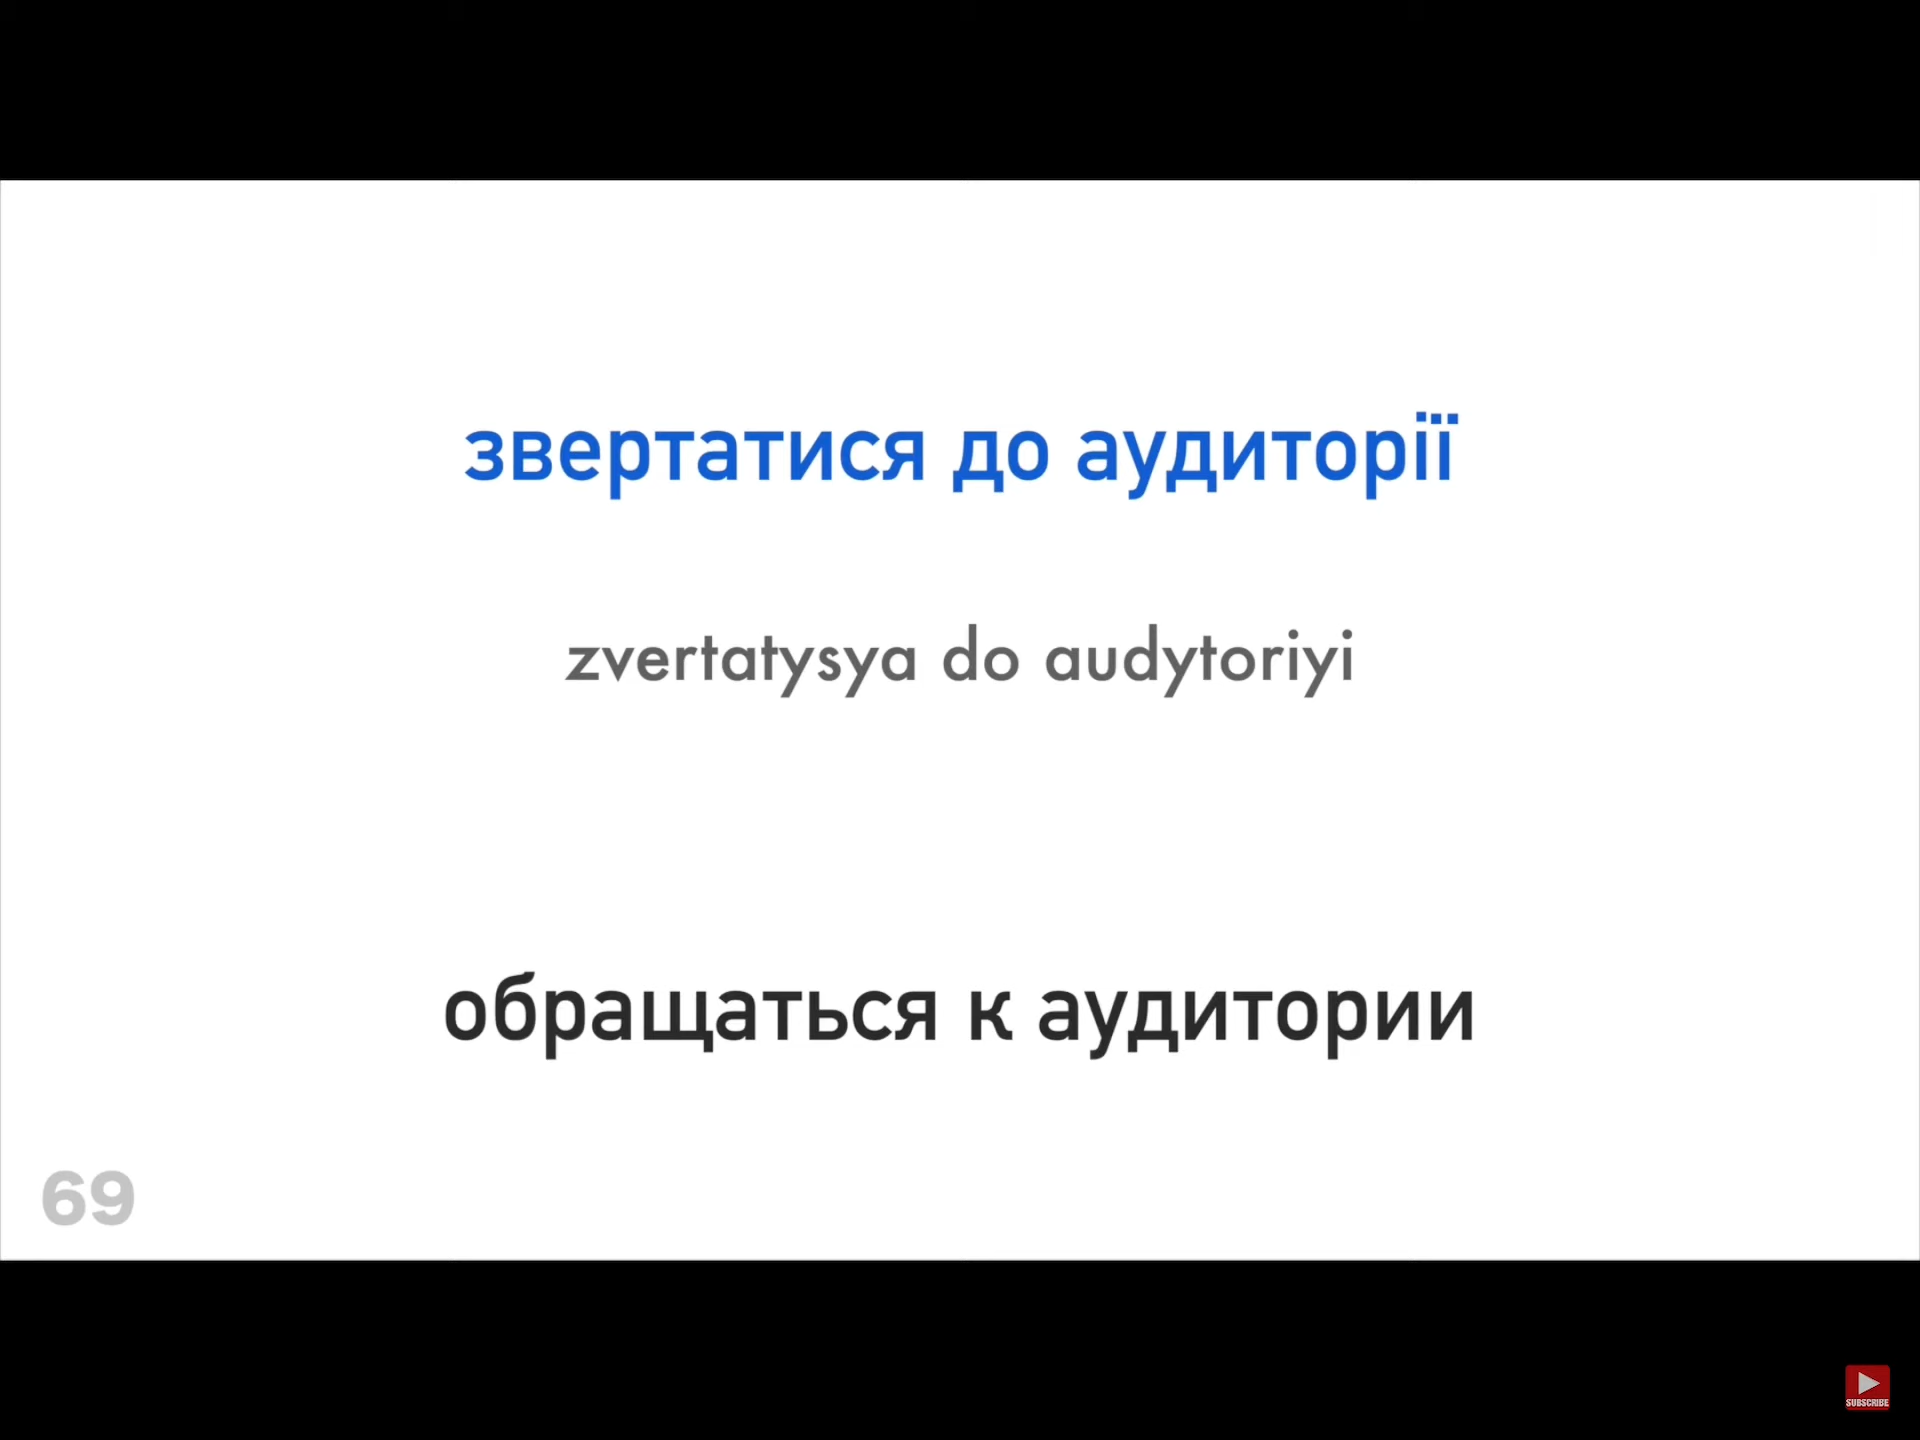 звертатися до аудиторії
zvertatysya do audytoriyi
обращаться к аудитории
69
SUBSCRIBE